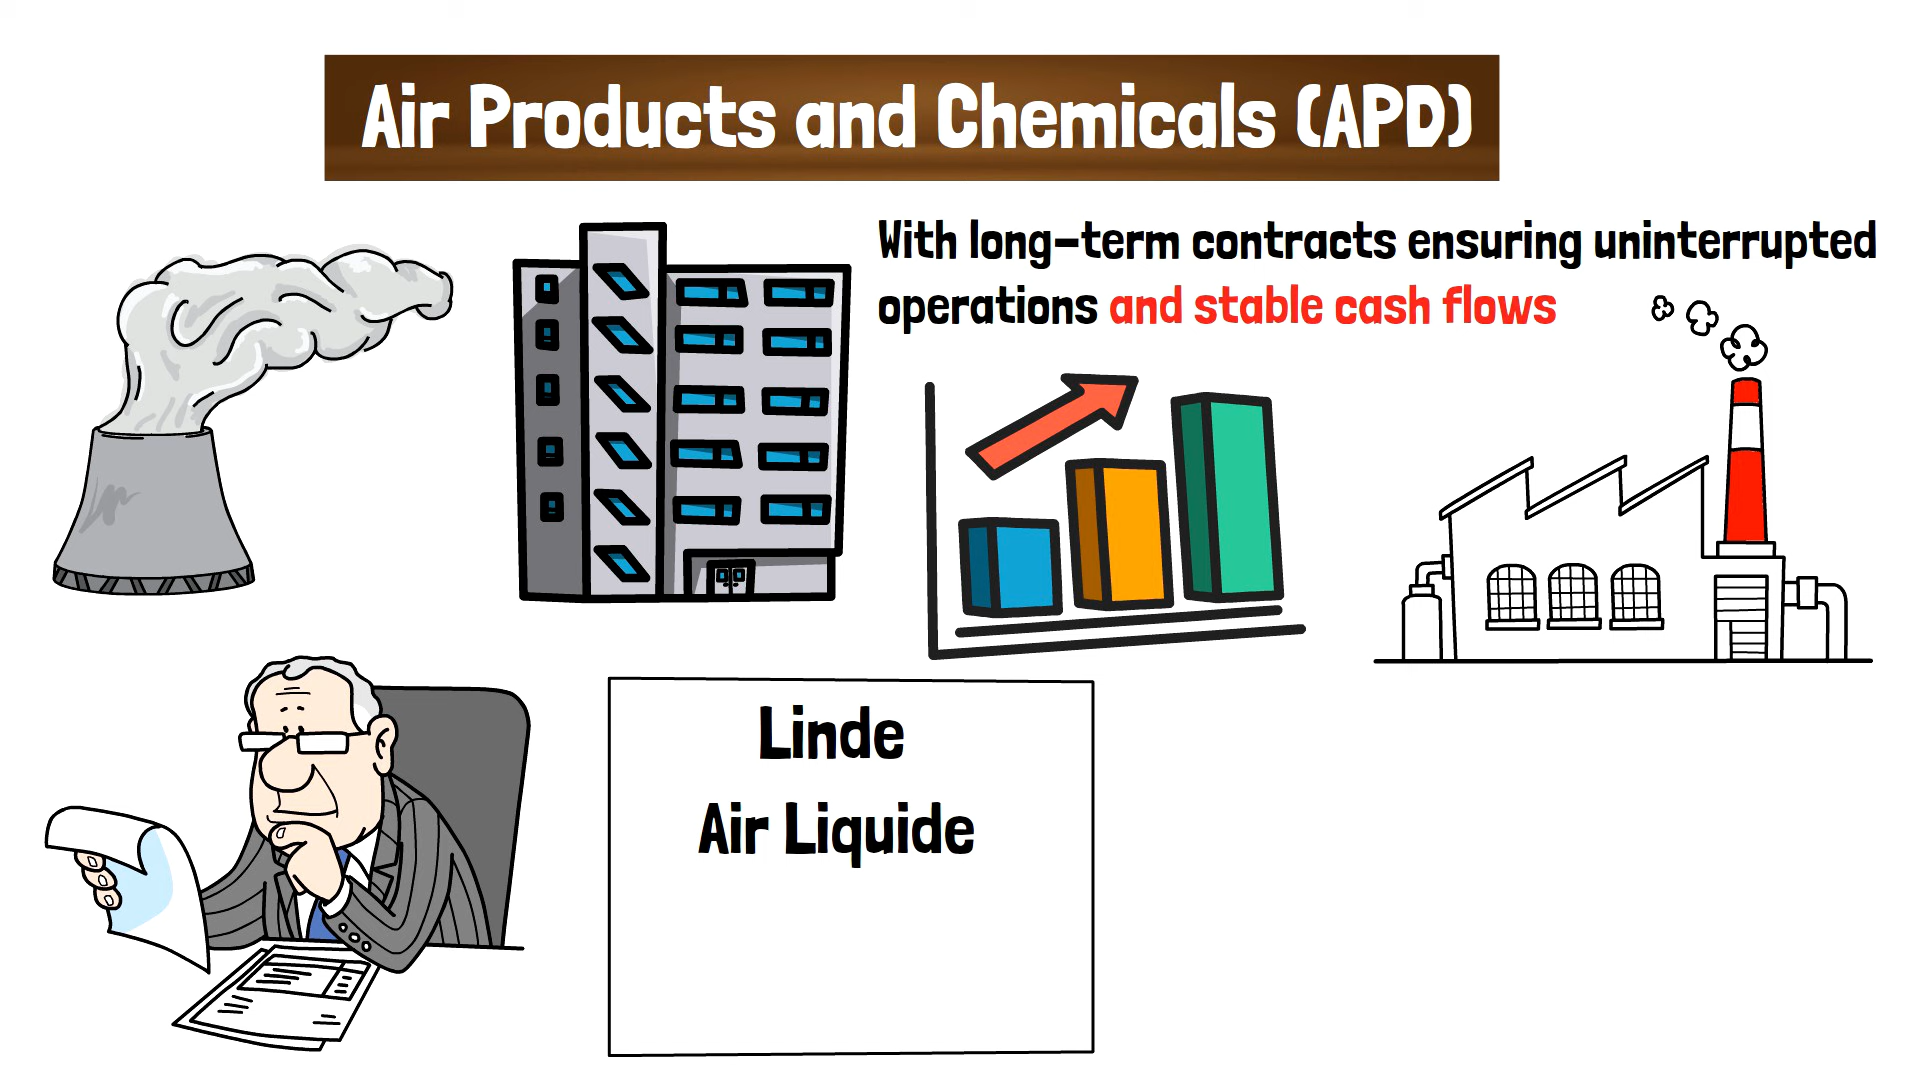 Air Products and Chemicals (APD)
With long-term contracts ensuring uninterrupted
operations and stable cash flows
Linde
Air Liquide